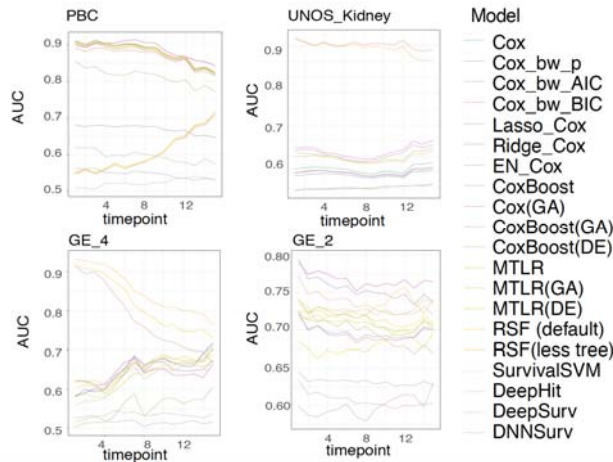 PBC
UNOS_Kidney
Model
AUC
0.9
0.8
0.7
0.6
0.5
4
8
12
timepoint
AUC
0.9
0.8
0.7
0.6
4
8
12
timepoint
GE_4
GE_2
AUC
0.9
0.8
0.7
0.6
0.5
4
8
12
timepoint
AUC
0.80
0.75
0.70
0.65
0.60
4
8
12
timepoint
Cox
Cox_bw_p
Cox_bw_AIC
Cox_bw_BIC
Lasso_Cox
Ridge_Cox
EN_Cox
CoxBoost
Cox(GA)
CoxBoost(GA)
CoxBoost(DE)
MTLR
MTLR(GA)
MTLR(DE)
RSF (default)
RSF(less tree)
SurvivalSVM
DeepHit
DeepSurv
DNNSurv